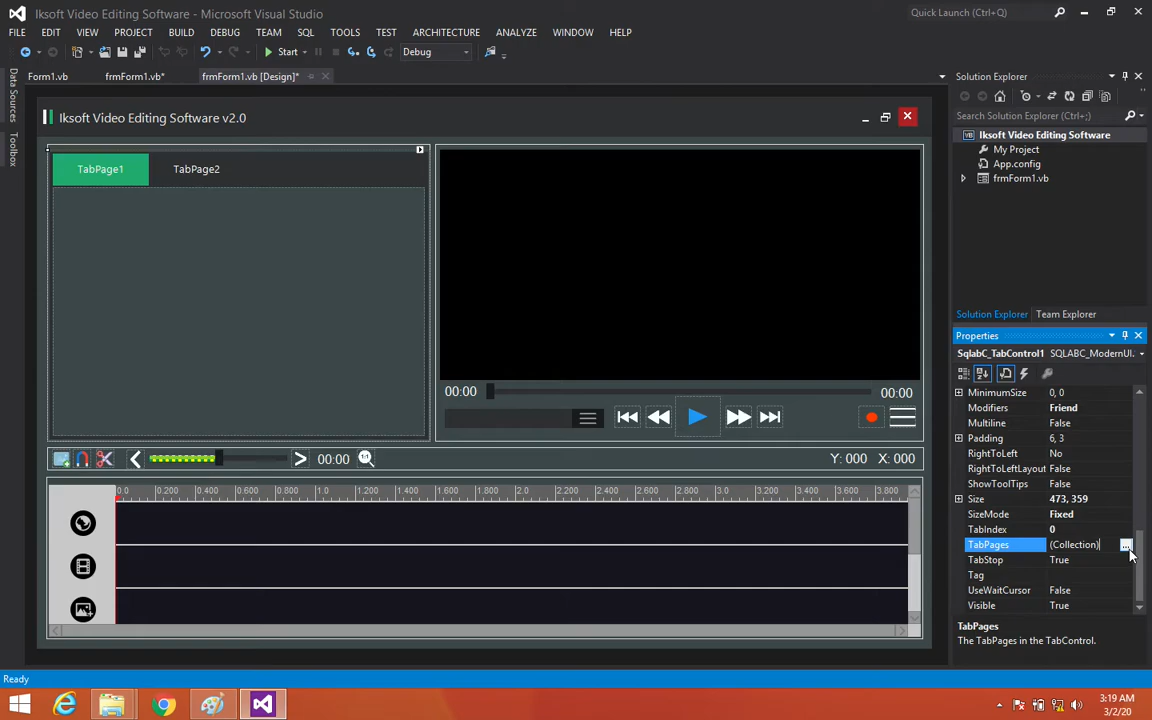 Iksoft Video Editing Software - Microsoft Visual Studio
Quick Launch (Ctrl+Q)
FILE EDIT VIEW PROJECT BUILD DEBUG TEAM SQL TOOLS TEST ARCHITECTURE ANALYZE WINDOW HELP
Start Debug
Form1.vb frmForm1.vb* frmForm1.vb [Design]*
Data Sources
Toolbox
Iksoft Video Editing Software v2.0
TabPage1 TabPage2
00:00 00:00
00:00 1:1 Y: 000 X: 000
0.0 0.200 0.400 0.600 0.800 1.0 1.200 1.400 1.600 1.800 2.0 2.200 2.400 2.600 2.800 3.0 3.200 3.400 3.600 3.800
Solution Explorer
Search Solution Explorer (Ctrl+;)
Iksoft Video Editing Software
My Project
App.config
frmForm1.vb
Solution Explorer Team Explorer
Properties
SqlabC_TabControl1 SQLABC_ModernUI.
MinimumSize 0, 0
Modifiers Friend
Multiline False
Padding 6, 3
RightToLeft No
RightToLeftLayout False
ShowToolTips False
Size 473, 359
SizeMode Fixed
TabIndex 0
TabPages (Collection) ...
TabStop True
Tag
UseWaitCursor False
Visible True
TabPages
The TabPages in the TabControl.
Ready
3:19 AM
3/2/20